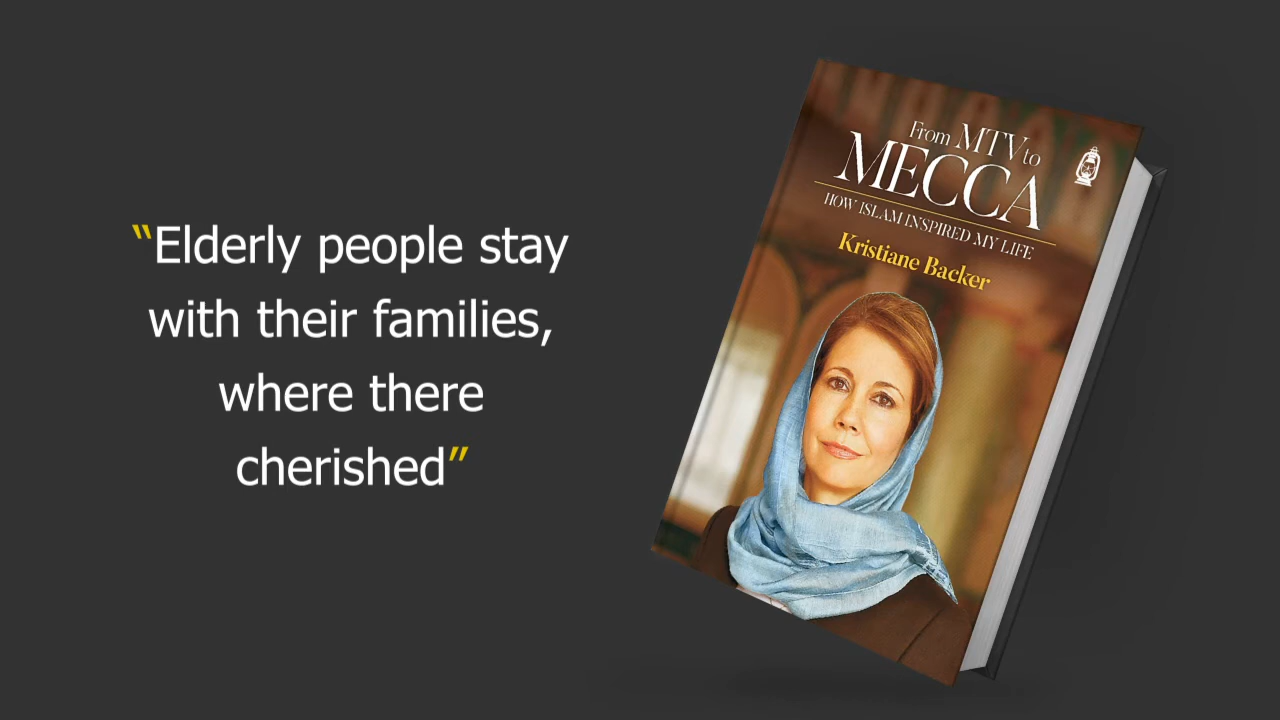 “Elderly people stay
with their families,
where there
cherished”
From MTV to
MECCA
HOW ISLAM INSPIRED MY LIFE
Kristiane Backer